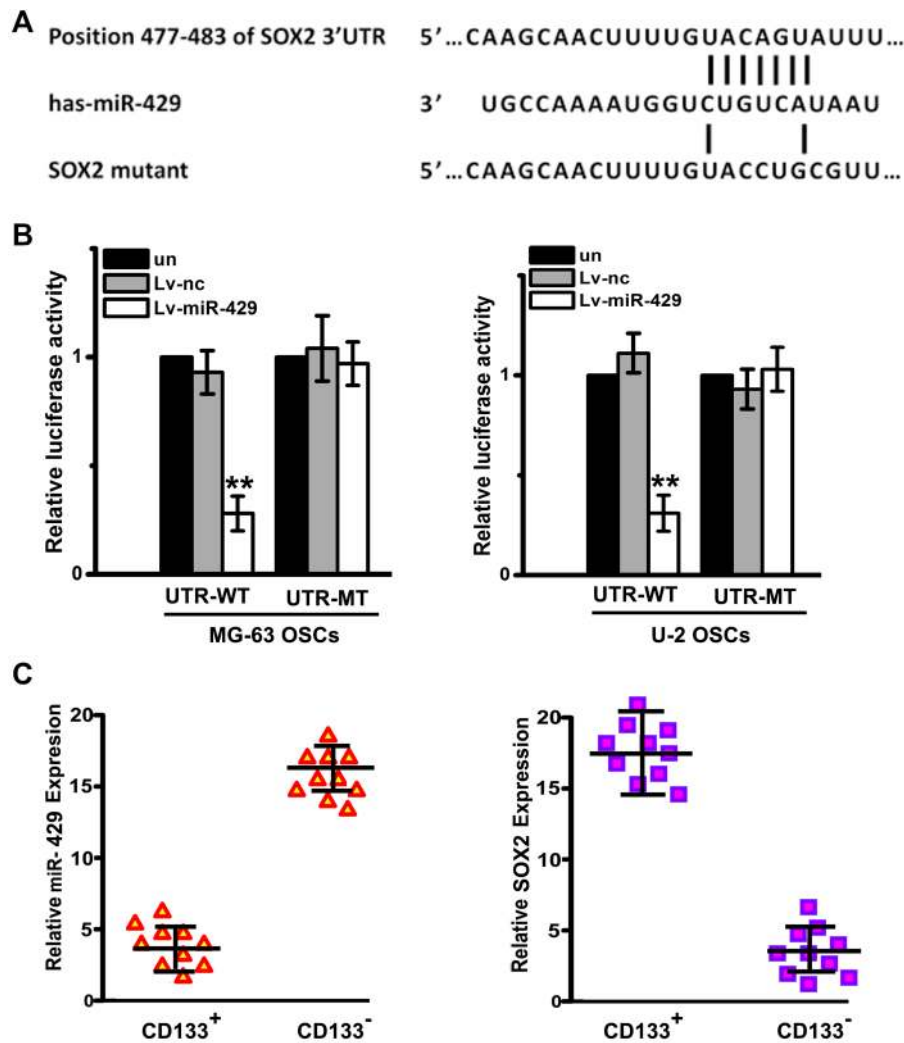 A
Position 477-483 of SOX2 3'UTR 5'...CAAGCAACUUUUGUACAGUAUUU...
has-miR-429 3' UGCCAAAAUGGUCUGUCAUAAU
SOX2 mutant 5'...CAAGCAACUUUUGUACCUGCGUU...
B
un
Lv-nc
Lv-miR-429
Relative luciferase activity
1
0
UTR-WT UTR-MT
MG-63 OSCs
**
un
Lv-nc
Lv-miR-429
Relative luciferase activity
1
0
UTR-WT UTR-MT
U-2 OSCs
**
C
Relative miR- 429 Expression
20
15
10
5
0
CD133+ CD133-
Relative SOX2 Expression
20
15
10
5
0
CD133+ CD133-